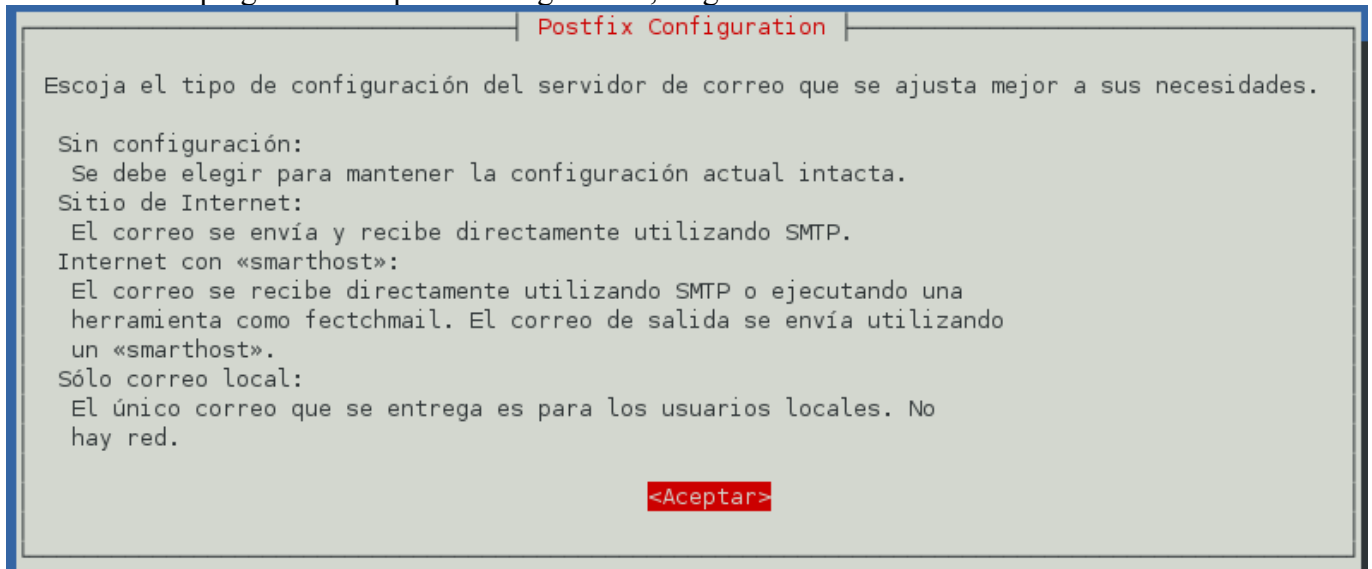 Postfix Configuration
Escoja el tipo de configuración del servidor de correo que se ajusta mejor a sus necesidades.
Sin configuración:
Se debe elegir para mantener la configuración actual intacta.
Sitio de Internet:
El correo se envía y recibe directamente utilizando SMTP.
Internet con «smarthost»:
El correo se recibe directamente utilizando SMTP o ejecutando una
herramienta como fectchmail. El correo de salida se envía utilizando
un «smarthost».
Sólo correo local:
El único correo que se entrega es para los usuarios locales. No
hay red.
<Aceptar>